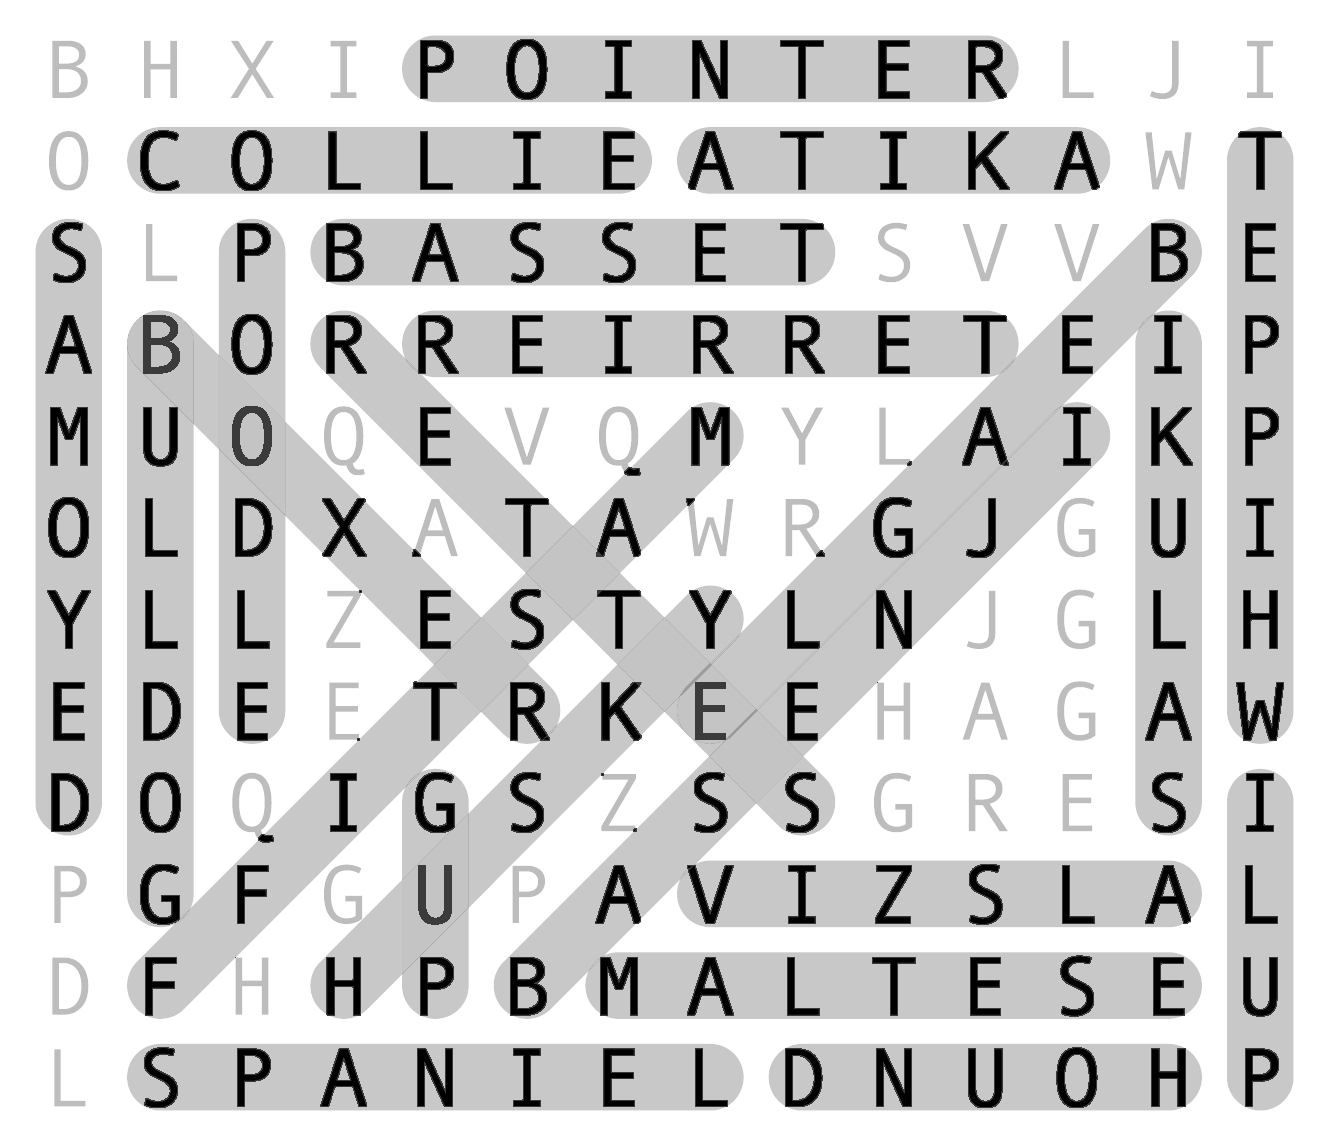 B H X I P O I N T E R L J I
O C O L L I E A T I K A W T
S L P B A S S E T S V V B E
A B O R R E I R R E T E I P
M U O Q E V Q M Y L A I K P
O L D X A T A W R G J G U I
Y L L Z E S T Y L N J G L H
E D E E T R K E E H A G A W
D O Q I G S Z S S G R E S I
P G F G U P A V I Z S L A L
D F H H P B M A L T E S E U
L S P A N I E L D N U O H P